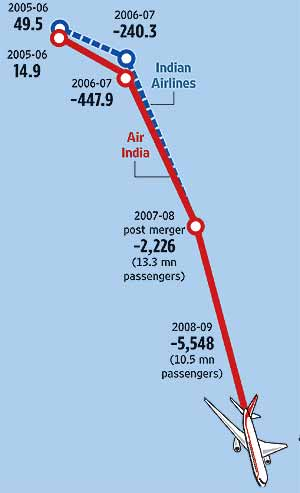 2005-06
49.5
2006-07
-240.3
2005-06
14.9
2006-07
-447.9
Indian
Airlines
Air
India
2007-08
post merger
-2,226
(13.3 mn
passengers)
2008-09
-5,548
(10.5 mn
passengers)